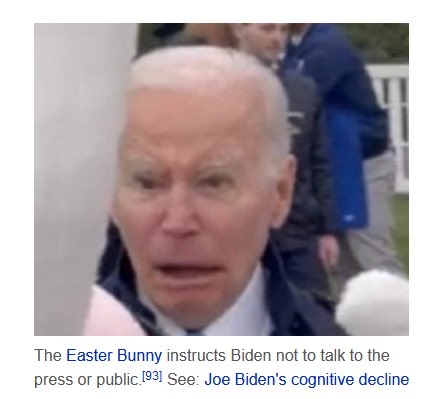 The Easter Bunny instructs Biden not to talk to the
press or public.[93] See: Joe Biden's cognitive decline